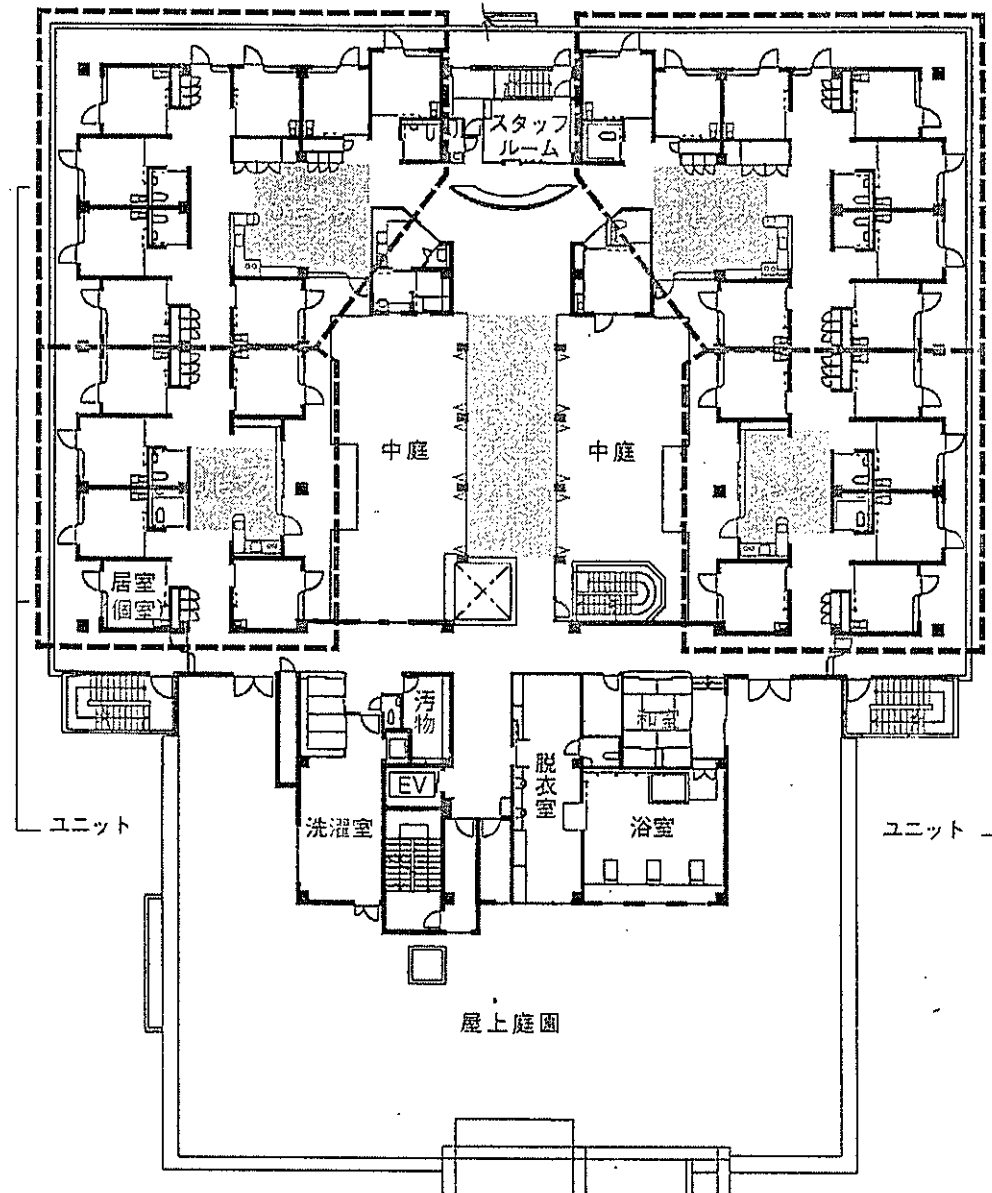 スタッフ
ルーム
中庭
中庭
居室
個室
汚物
和室
脱衣室
EV
洗濯室
浴室
ユニット
ユニット
屋上庭園